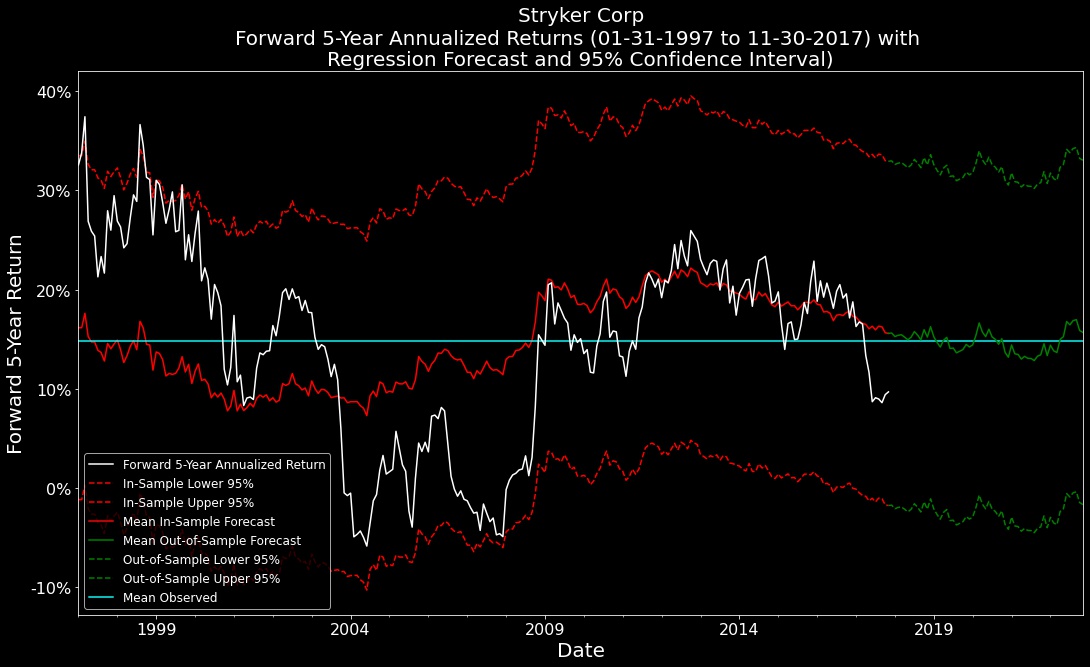 Stryker Corp
Forward 5-Year Annualized Returns (01-31-1997 to 11-30-2017) with
Regression Forecast and 95% Confidence Interval)
Forward 5-Year Return
40%
30%
20%
10%
0%
-10%
Forward 5-Year Annualized Return
In-Sample Lower 95%
In-Sample Upper 95%
Mean In-Sample Forecast
Mean Out-of-Sample Forecast
Out-of-Sample Lower 95%
Out-of-Sample Upper 95%
Mean Observed
1999 2004 2009 2014 2019
Date